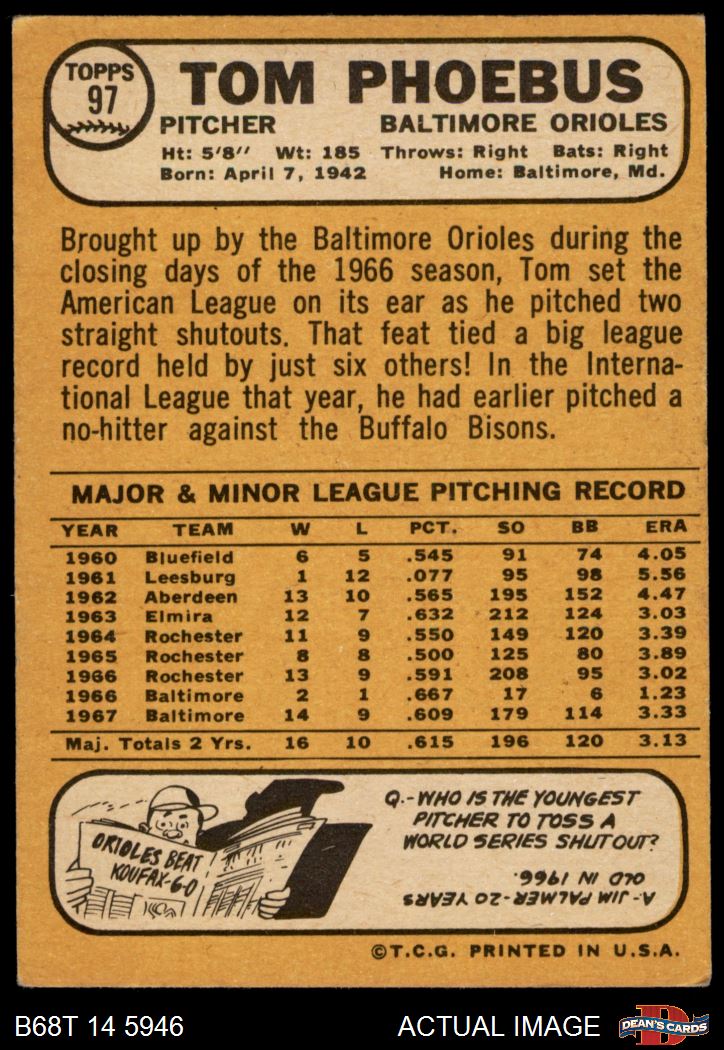 TOPPS
97
TOM PHOEBUS
PITCHER BALTIMORE ORIOLES
Ht: 5'8'' Wt: 185 Throws: Right Bats: Right
Born: April 7, 1942 Home: Baltimore, Md.
Brought up by the Baltimore Orioles during the
closing days of the 1966 season, Tom set the
American League on its ear as he pitched two
straight shutouts. That feat tied a big league
record held by just six others! In the Interna-
tional League that year, he had earlier pitched a
no-hitter against the Buffalo Bisons.
MAJOR & MINOR LEAGUE PITCHING RECORD
YEAR TEAM W L PCT. SO BB ERA
1960 Bluefield 6 5 .545 91 74 4.05
1961 Leesburg 1 12 .077 95 98 5.56
1962 Aberdeen 13 10 .565 195 152 4.47
1963 Elmira 12 7 .632 212 124 3.03
1964 Rochester 11 9 .550 149 120 3.39
1965 Rochester 8 8 .500 125 80 3.89
1966 Rochester 13 9 .591 208 95 3.02
1966 Baltimore 2 1 .667 17 6 1.23
1967 Baltimore 14 9 .609 179 114 3.33
Maj. Totals 2 Yrs. 16 10 .615 196 120 3.13
ORIOLES BEAT
KOUFAX-6-0
Q.-WHO IS THE YOUNGEST
PITCHER TO TOSS A
WORLD SERIES SHUTOUT?
A-JIM PALMER-20 YEARS
OLD IN 1966.
©T.C.G. PRINTED IN U.S.A.
B68T 14 5946 ACTUAL IMAGE
D
DEAN'S CARDS